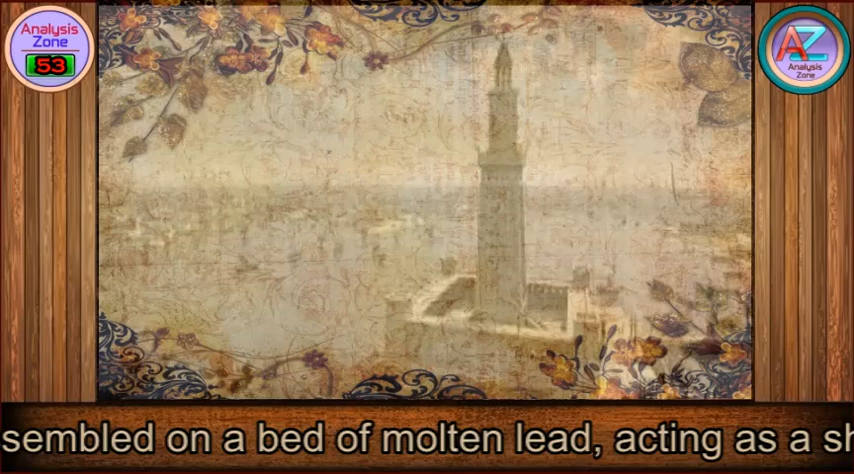 Analysis
Zone
53
AZ
Analysis
Zone
sembled on a bed of molten lead, acting as a sh